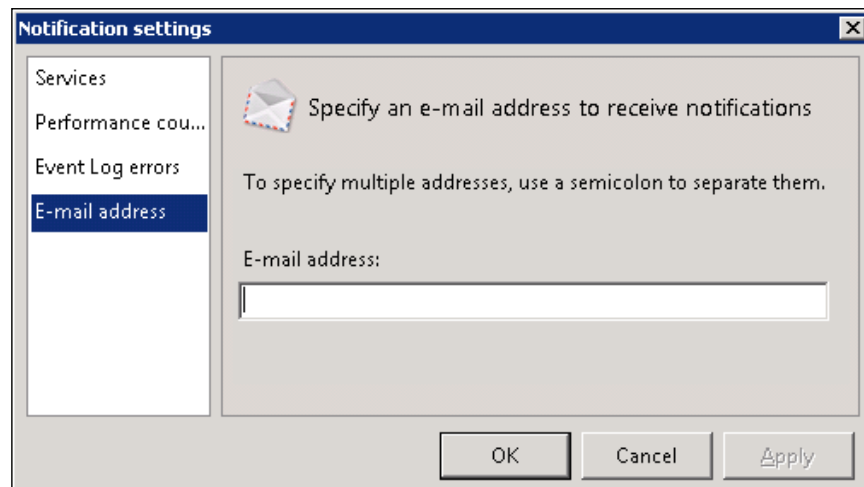 Notification settings
Services
Performance cou...
Event Log errors
E-mail address
Specify an e-mail address to receive notifications
To specify multiple addresses, use a semicolon to separate them.
E-mail address:
OK
Cancel
Apply